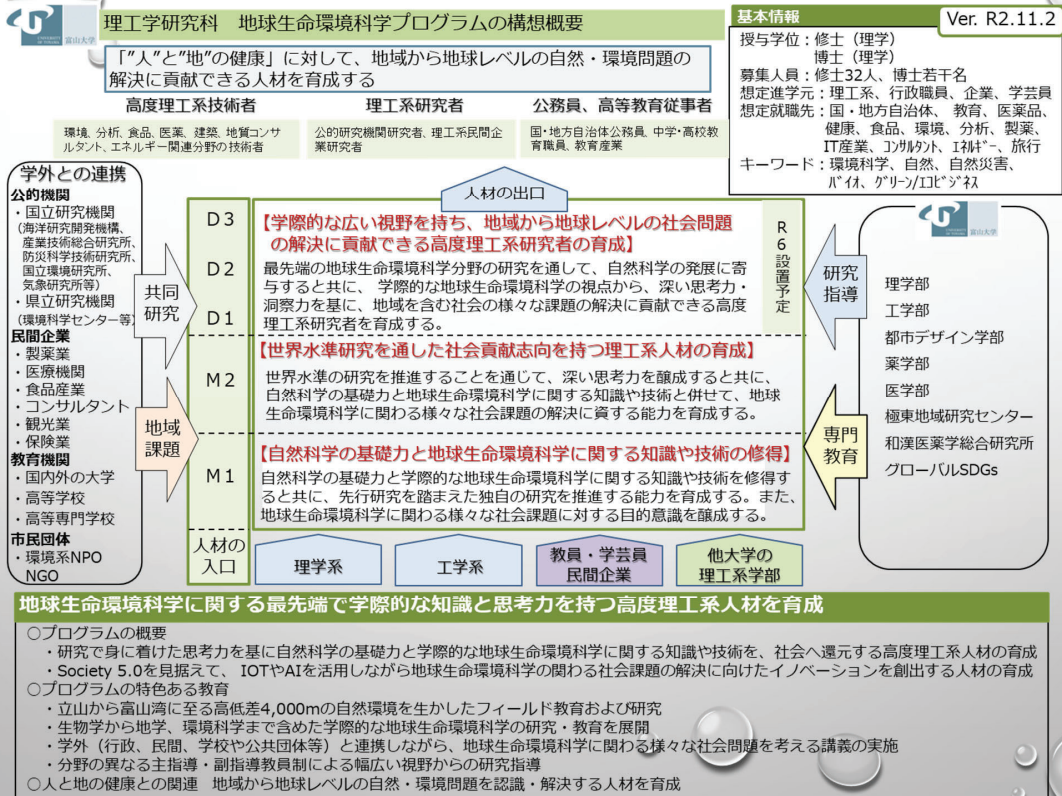 理工学研究科　地球生命環境科学プログラムの構想概要
富山大学
「"人"と"地"の健康」に対して、地域から地球レベルの自然・環境問題の
解決に貢献できる人材を育成する
基本情報
Ver. R2.11.2
授与学位：修士（理学）
博士（理学）
募集人員：修士32人、博士若干名
想定進学元：理工系、行政職員、企業、学芸員
想定就職先：国・地方自治体、 教育、医薬品、
健康、食品、環境、分析、製薬、
IT産業、ｺﾝｻﾙﾀﾝﾄ、ｴﾈﾙｷﾞｰ、旅行
キーワード：環境科学、自然、自然災害、
ﾊﾞｲｵ、ｸﾞﾘｰﾝ/ｴｺﾋﾞｼﾞﾈｽ
高度理工系技術者
環境、分析、食品、医薬、建築、地質コンサ
ルタント、エネルギー関連分野の技術者
理工系研究者
公的研究機関研究者、理工系民間企
業研究者
公務員、高等教育従事者
国・地方自治体公務員、中学・高校教
育職員、教育産業
人材の出口
学外との連携
公的機関
・国立研究機関
（海洋研究開発機構、
産業技術総合研究所、
防災科学技術研究所、
国立環境研究所、
気象研究所等）
・県立研究機関
（環境科学センター等）
民間企業
・製薬業
・医療機関
・食品産業
・コンサルタント
・観光業
・保険業
教育機関
・国内外の大学
・高等学校
・高等専門学校
市民団体
・環境系NPO
NGO
共同
研究
地域
課題
D３
D２
D１
M２
M１
人材の
入口
【学際的な広い視野を持ち、地域から地球レベルの社会問題
の解決に貢献できる高度理工系研究者の育成】
最先端の地球生命環境科学分野の研究を通して、自然科学の発展に寄
与すると共に、 学際的な地球生命環境科学の視点から、深い思考力・
洞察力を基に、地域を含む社会の様々な課題の解決に貢献できる高度
理工系研究者を育成する。
R６設置予定
【世界水準研究を通した社会貢献志向を持つ理工系人材の育成】
世界水準の研究を推進することを通じて、深い思考力を醸成すると共に、
自然科学の基礎力と地球生命環境科学に関する知識や技術と併せて、地球
生命環境科学に関わる様々な社会課題の解決に資する能力を育成する。
【自然科学の基礎力と地球生命環境科学に関する知識や技術の修得】
自然科学の基礎力と学際的な地球生命環境科学に関する知識や技術を修得す
ると共に、先行研究を踏まえた独自の研究を推進する能力を育成する。また、
地球生命環境科学に関わる様々な社会課題に対する目的意識を醸成する。
理学系
工学系
教員・学芸員
民間企業
他大学の
理工系学部
研究
指導
専門
教育
富山大学
理学部
工学部
都市デザイン学部
薬学部
医学部
極東地域研究センター
和漢医薬学総合研究所
グローバルSDGs
地球生命環境科学に関する最先端で学際的な知識と思考力を持つ高度理工系人材を育成
○プログラムの概要
・研究で身に着けた思考力を基に自然科学の基礎力と学際的な地球生命環境科学に関する知識や技術を、社会へ還元する高度理工系人材の育成
・Society 5.0を見据えて、 IOTやAIを活用しながら地球生命環境科学の関わる社会課題の解決に向けたイノベーションを創出する人材の育成
○プログラムの特色ある教育
・立山から富山湾に至る高低差4,000mの自然環境を生かしたフィールド教育および研究
・生物学から地学、環境科学まで含めた学際的な地球生命環境科学の研究・教育を展開
・学外（行政、民間、学校や公共団体等）と連携しながら、地球生命環境科学に関わる様々な社会問題を考える講義の実施
・分野の異なる主指導・副指導教員制による幅広い視野からの研究指導
○人と地の健康との関連　地域から地球レベルの自然・環境問題を認識・解決する人材を育成